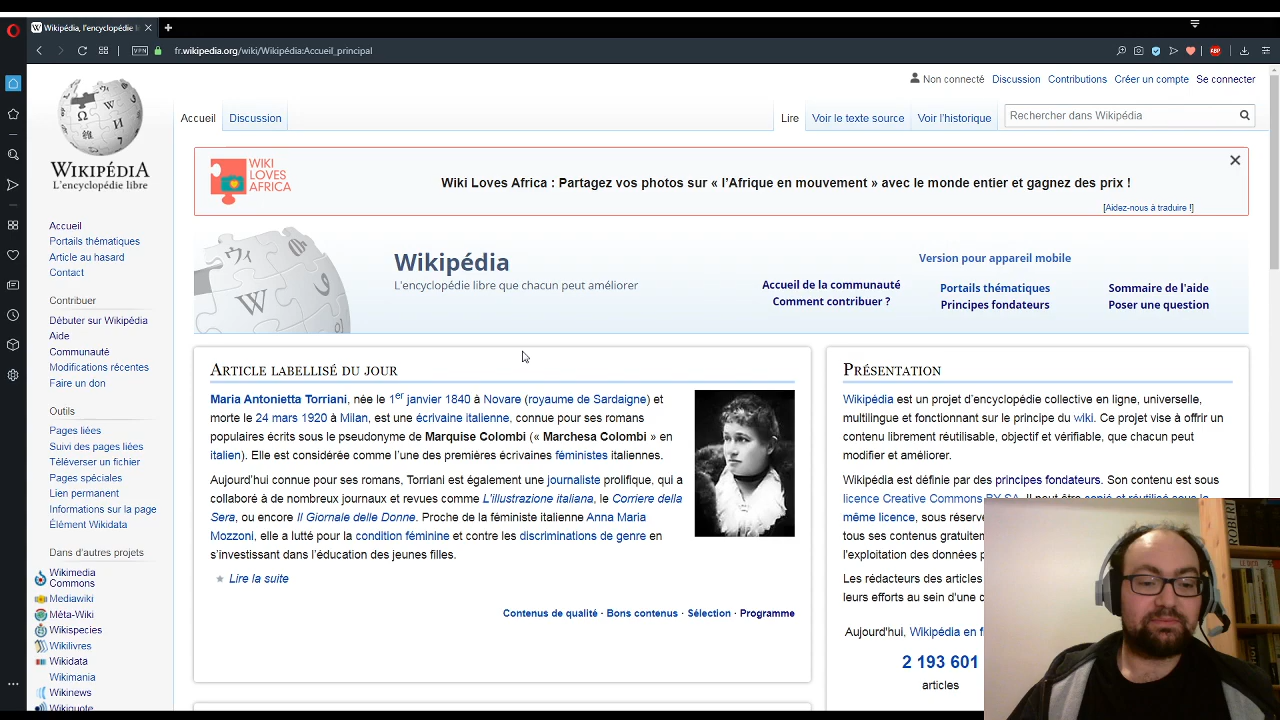 Wikipédia, l'encyclopédie l
VPN
fr.wikipedia.org/wiki/Wikipédia:Accueil_principal
ABP
Non connecté Discussion Contributions Créer un compte Se connecter
WIKIPÉDIA
L'encyclopédie libre
Accueil Discussion
Lire Voir le texte source Voir l'historique
Rechercher dans Wikipédia
WIKI
LOVES
AFRICA
Wiki Loves Africa : Partagez vos photos sur « l'Afrique en mouvement » avec le monde entier et gagnez des prix !
[Aidez-nous à traduire !]
Accueil
Portails thématiques
Article au hasard
Contact
Contribuer
Débuter sur Wikipédia
Aide
Communauté
Modifications récentes
Faire un don
Outils
Pages liées
Suivi des pages liées
Téléverser un fichier
Pages spéciales
Lien permanent
Informations sur la page
Élément Wikidata
Dans d'autres projets
Wikimedia
Commons
Mediawiki
Méta-Wiki
Wikispecies
Wikilivres
Wikidata
Wikimania
Wikinews
Wikiquote
Wikipédia
L'encyclopédie libre que chacun peut améliorer
Version pour appareil mobile
Accueil de la communauté Portails thématiques Sommaire de l'aide
Comment contribuer ? Principes fondateurs Poser une question
Article labellisé du jour
Maria Antonietta Torriani, née le 1er janvier 1840 à Novare (royaume de Sardaigne) et
morte le 24 mars 1920 à Milan, est une écrivaine italienne, connue pour ses romans
populaires écrits sous le pseudonyme de Marquise Colombi (« Marchesa Colombi » en
italien). Elle est considérée comme l'une des premières écrivaines féministes italiennes.
Aujourd'hui connue pour ses romans, Torriani est également une journaliste prolifique, qui a
collaboré à de nombreux journaux et revues comme L'illustrazione italiana, le Corriere della
Sera, ou encore Il Giornale delle Donne. Proche de la féministe italienne Anna Maria
Mozzoni, elle a lutté pour la condition féminine et contre les discriminations de genre en
s'investissant dans l'éducation des jeunes filles.
Lire la suite
Contenus de qualité · Bons contenus · Sélection · Programme
Présentation
Wikipédia est un projet d'encyclopédie collective en ligne, universelle,
multilingue et fonctionnant sur le principe du wiki. Ce projet vise à offrir un
contenu librement réutilisable, objectif et vérifiable, que chacun peut
modifier et améliorer.
Wikipédia est définie par des principes fondateurs. Son contenu est sous
licence Creative Commons BY-SA. Il peut être copié et réutilisé sous la
même licence, sous réserve
tous ses contenus gratuitem
l'exploitation des données p
Les rédacteurs des articles
leurs efforts au sein d'une c
Aujourd'hui, Wikipédia en f
2 193 601
articles